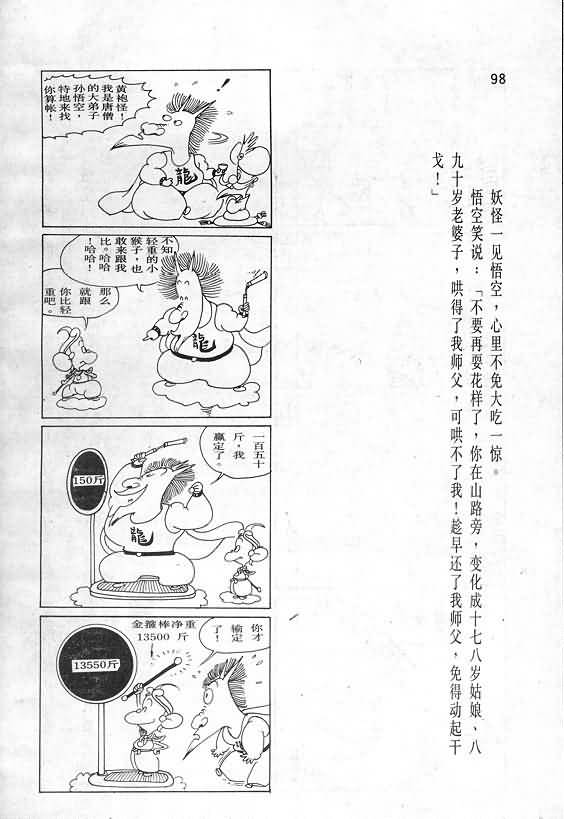 98
妖怪一见悟空，心里不免大吃一惊。
悟空笑说：「不要再耍花样了，你在山路旁，变化成十七八岁姑娘、八
九十岁老婆子，哄得了我师父，可哄不了我！趁早还了我师父，免得动起干
戈！」
黄袍怪！
我是唐僧
的大弟子
孙悟空，
特地来找
你算帐！
龍
不知
轻重的小
猴子，也
敢来跟我
比。哈哈
！哈哈！
那么
就跟
你比轻
重吧。
龍
一百五十
斤，我
赢定了。
150斤
龍
你才
输定
了！
金箍棒净重
13500 斤
13550斤